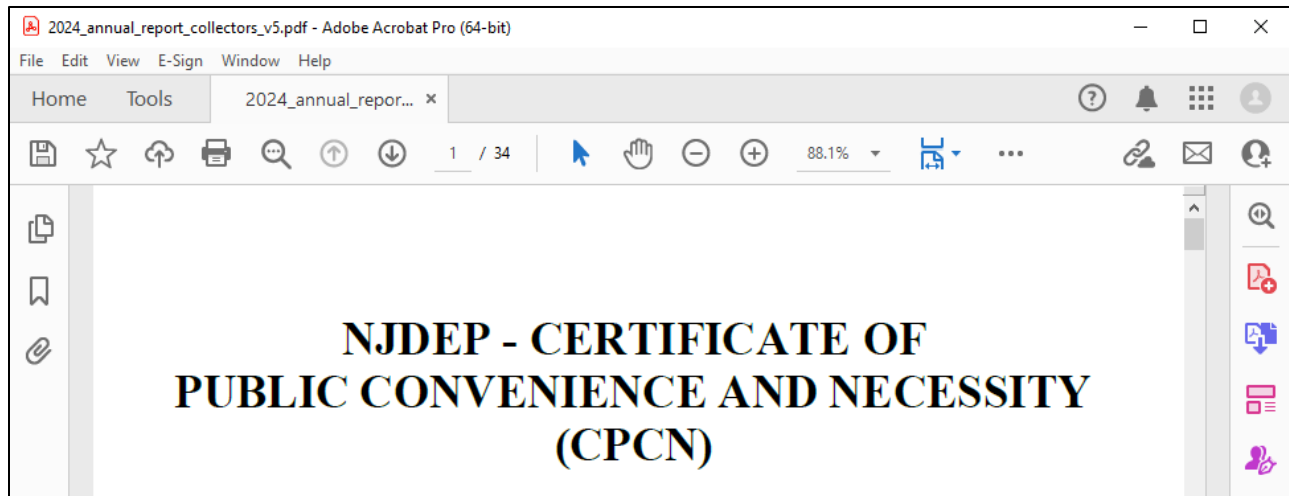 2024_annual_report_collectors_v5.pdf - Adobe Acrobat Pro (64-bit)
File Edit View E-Sign Window Help
Home Tools 2024_annual_repor... ×
1 / 34 88.1%
NJDEP - CERTIFICATE OF
PUBLIC CONVENIENCE AND NECESSITY
(CPCN)